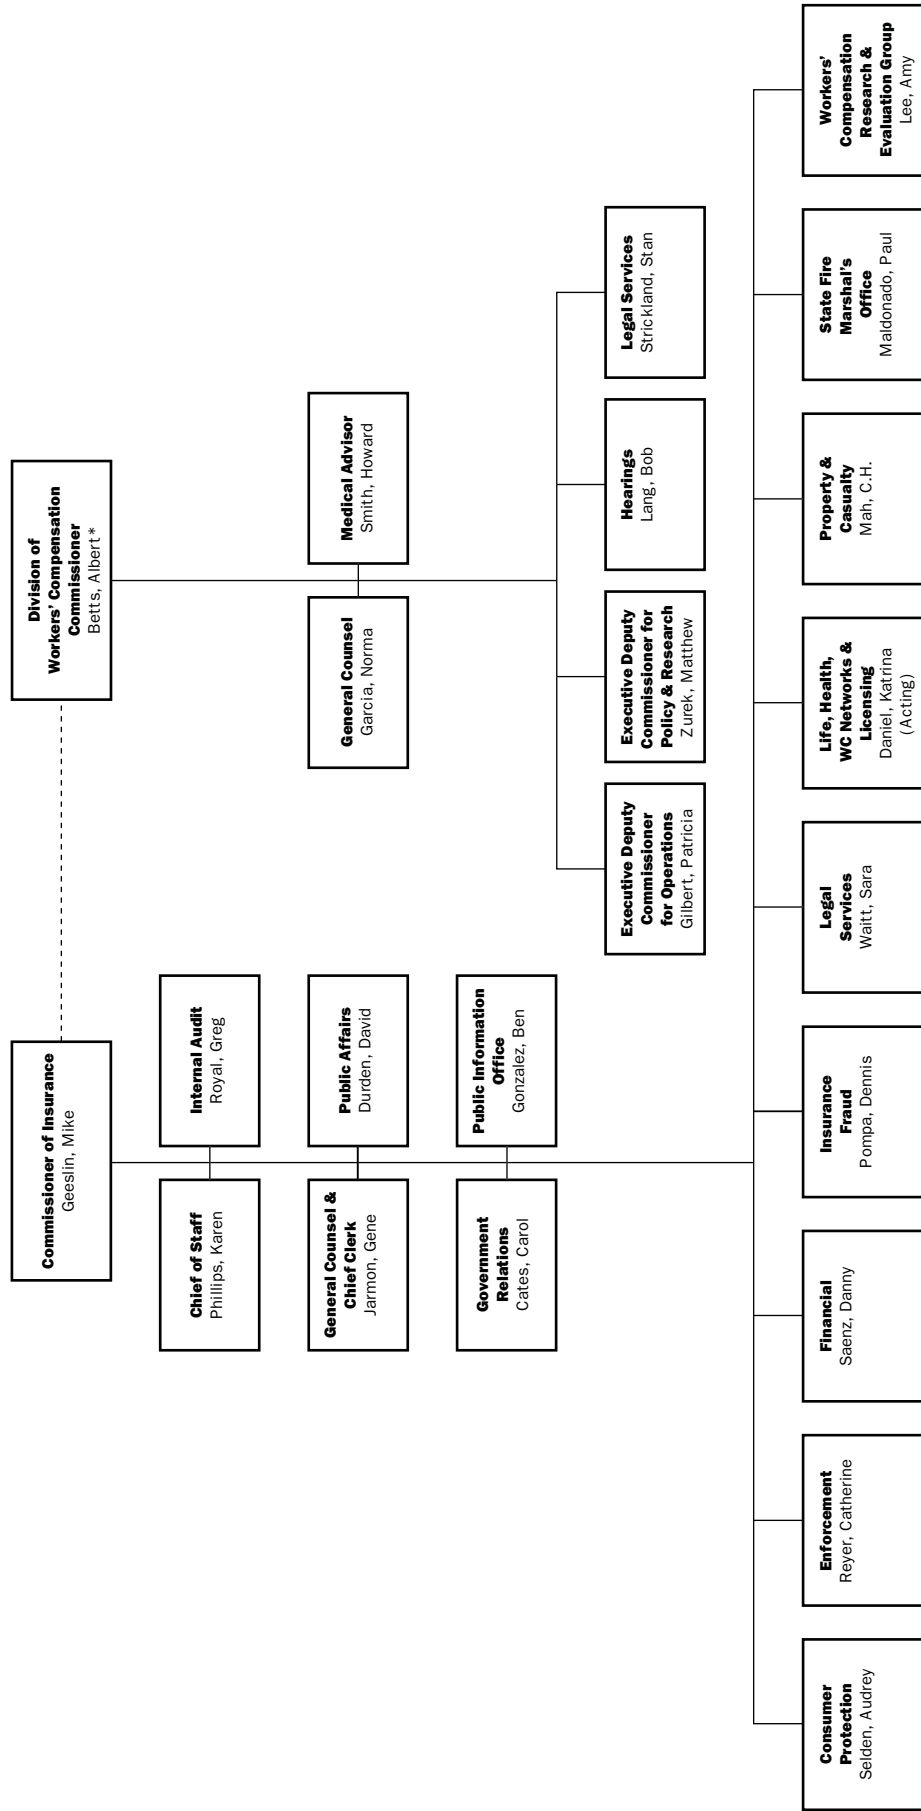 Commissioner of Insurance
Geeslin, Mike
Division of
Workers’ Compensation
Commissioner
Betts, Albert*
Chief of Staff
Phillips, Karen
Internal Audit
Royal, Greg
General Counsel &
Chief Clerk
Jarmon, Gene
Public Affairs
Durden, David
General Counsel
Garcia, Norma
Medical Advisor
Smith, Howard
Government
Relations
Cates, Carol
Public Information
Office
Gonzalez, Ben
Executive Deputy
Commissioner
for Operations
Gilbert, Patricia
Executive Deputy
Commissioner for
Policy & Research
Zurek, Matthew
Hearings
Lang, Bob
Legal Services
Strickland, Stan
Consumer
Protection
Selden, Audrey
Enforcement
Reyer, Catherine
Financial
Saenz, Danny
Insurance
Fraud
Pompa, Dennis
Legal
Services
Waitt, Sara
Life, Health,
WC Networks &
Licensing
Daniel, Katrina
(Acting)
Property &
Casualty
Mah, C.H.
State Fire
Marshal’s
Office
Maldonado, Paul
Workers’
Compensation
Research &
Evaluation Group
Lee, Amy